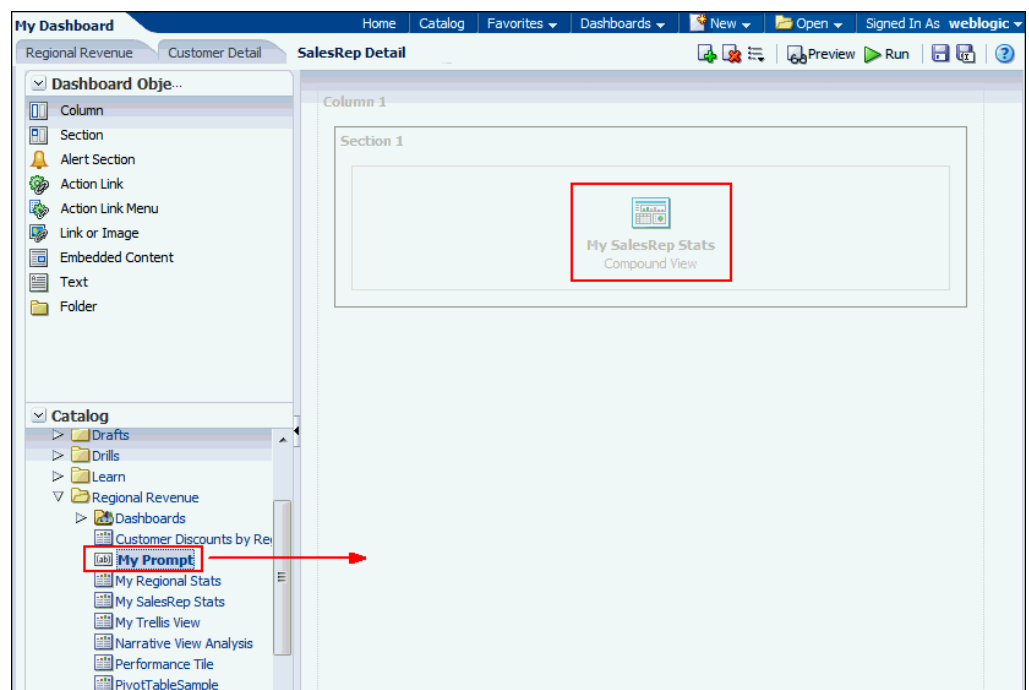 My Dashboard
Home Catalog Favorites Dashboards New Open Signed In As weblogic
Regional Revenue Customer Detail SalesRep Detail
Preview Run
Dashboard Obje...
Column
Section
Alert Section
Action Link
Action Link Menu
Link or Image
Embedded Content
Text
Folder
Column 1
Section 1
My SalesRep Stats
Compound View
Catalog
Drafts
Drills
Learn
Regional Revenue
Dashboards
Customer Discounts by Re
My Prompt
My Regional Stats
My SalesRep Stats
My Trellis View
Narrative View Analysis
Performance Tile
PivotTableSample